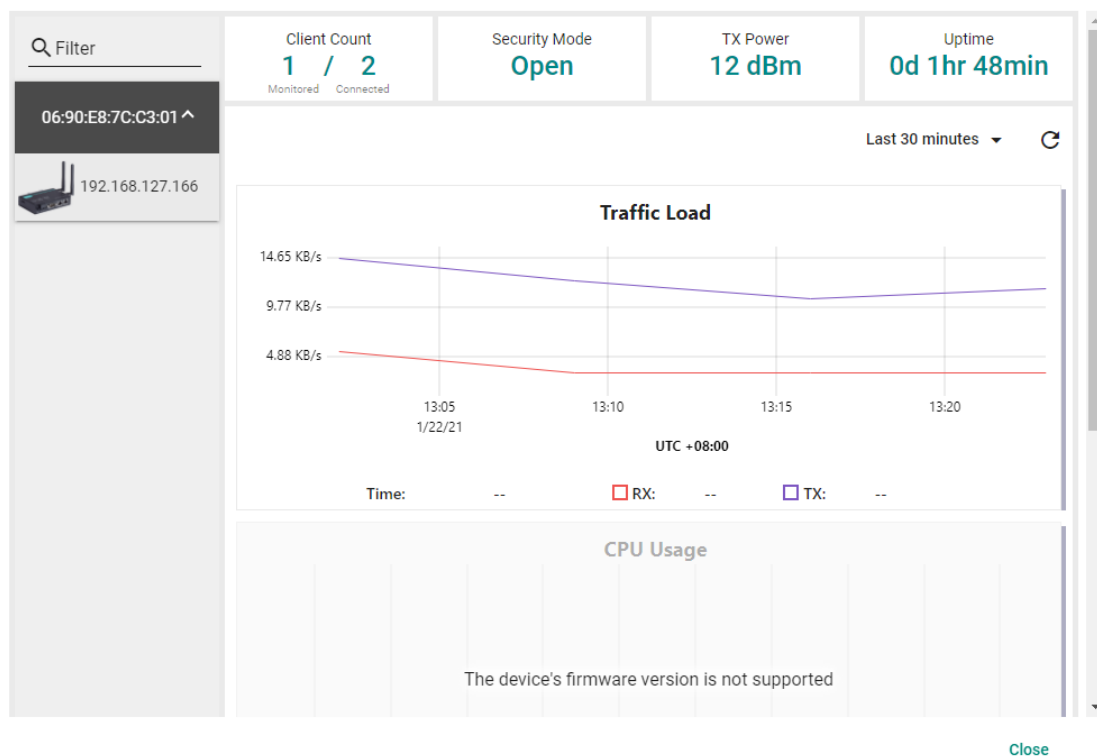 Filter
06:90:E8:7C:C3:01
192.168.127.166
Client Count
1 / 2
Monitored Connected
Security Mode
Open
TX Power
12 dBm
Uptime
0d 1hr 48min
Last 30 minutes
Traffic Load
14.65 KB/s
9.77 KB/s
4.88 KB/s
13:05 13:10 13:15 13:20
1/22/21
UTC +08:00
Time: -- RX: -- TX: --
CPU Usage
The device's firmware version is not supported
Close